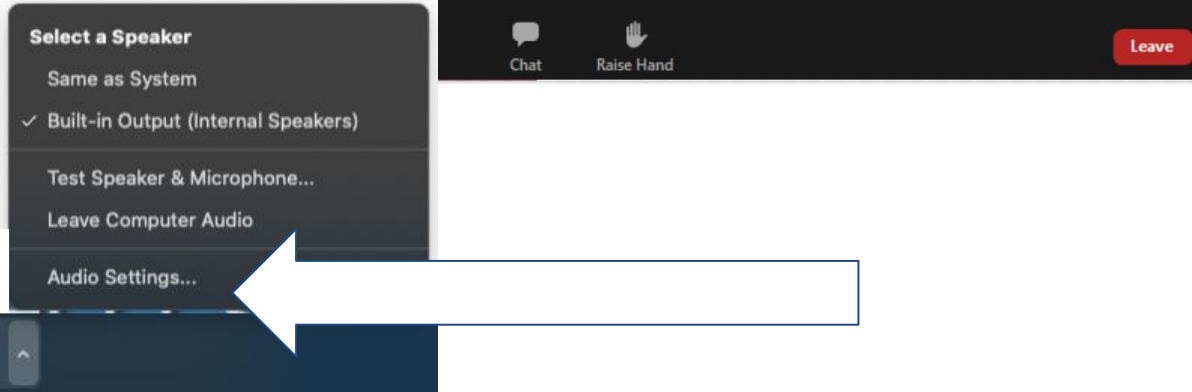 Select a Speaker
Same as System
✓ Built-in Output (Internal Speakers)
Test Speaker & Microphone...
Leave Computer Audio
Audio Settings...
Chat
Raise Hand
Leave